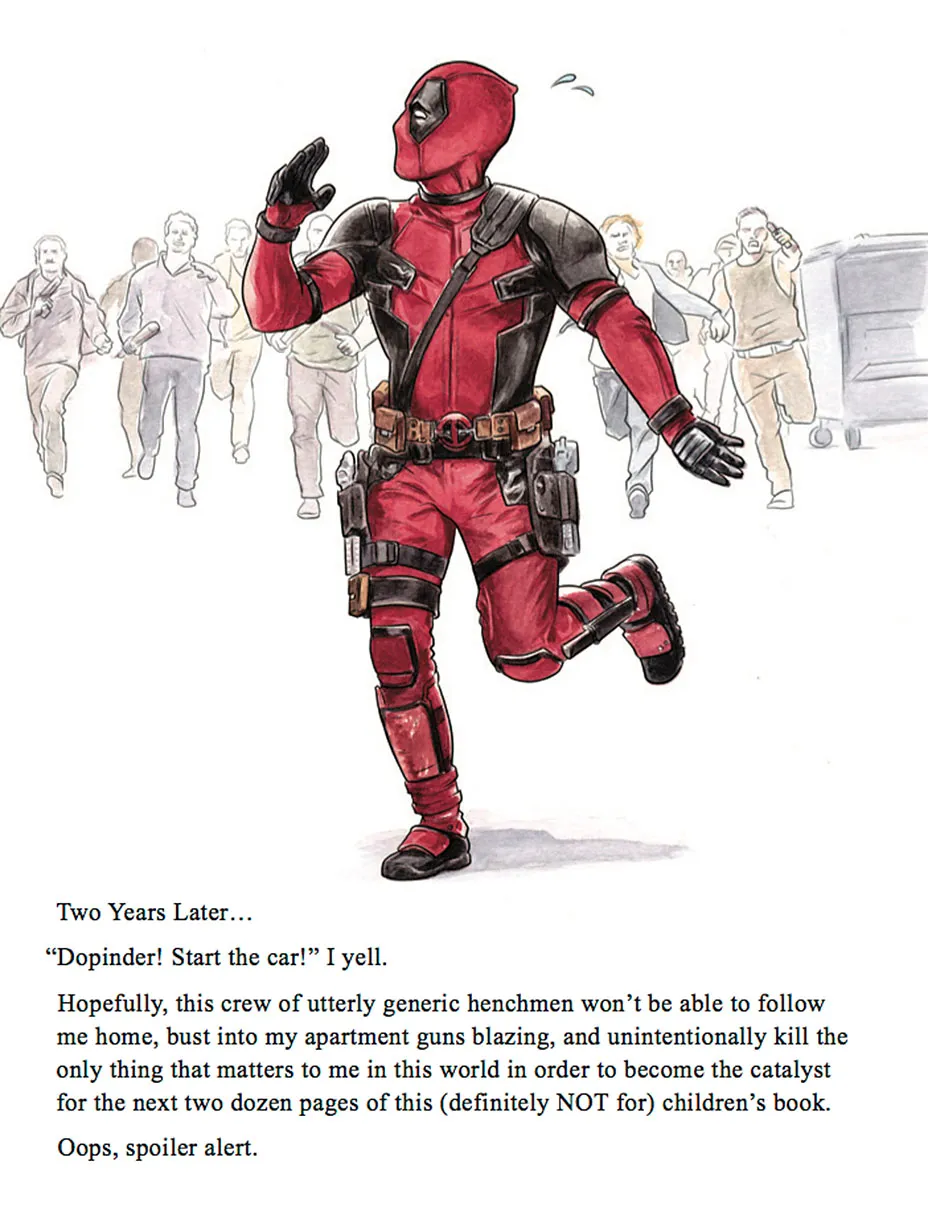 Two Years Later…
“Dopinder! Start the car!” I yell.
Hopefully, this crew of utterly generic henchmen won’t be able to follow
me home, bust into my apartment guns blazing, and unintentionally kill the
only thing that matters to me in this world in order to become the catalyst
for the next two dozen pages of this (definitely NOT for) children’s book.
Oops, spoiler alert.